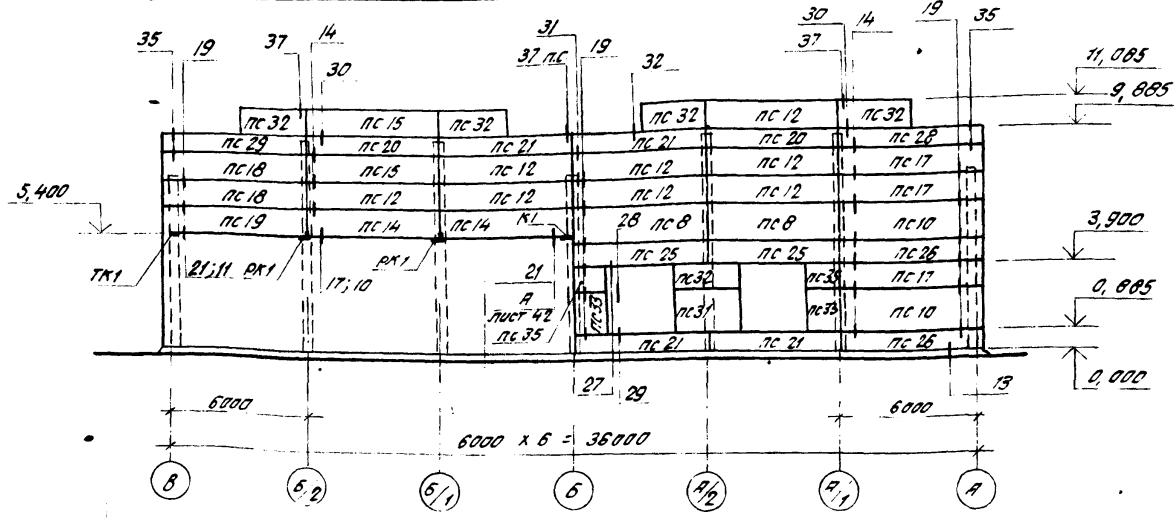 35
19
37
14
30
31
37 пс
19
32
30
37
14
19
35
11,085
9,885
пс 32
пс 15
пс 32
пс 32
пс 12
пс 32
пс 29
пс 20
пс 21
пс 21
пс 20
пс 28
пс 18
пс 15
пс 12
пс 12
пс 12
пс 17
5,400
пс 18
пс 12
пс 12
пс 12
пс 12
пс 17
пс 19
пс 14
пс 14
К1
пс 8
пс 8
пс 10
3,900
ТК1
21;11
РК1
17;10
РК1
28
пс 25
пс 25
пс 26
21
А
лист 42
пс 35
пс 33
пс 32
пс 35
пс 17
пс 31
пс 33
пс 10
0,885
пс 21
пс 21
пс 26
0,000
27
29
13
6000
6000
6000 х 6 = 36000
В
Б/2
Б/1
Б
А/2
А/1
А